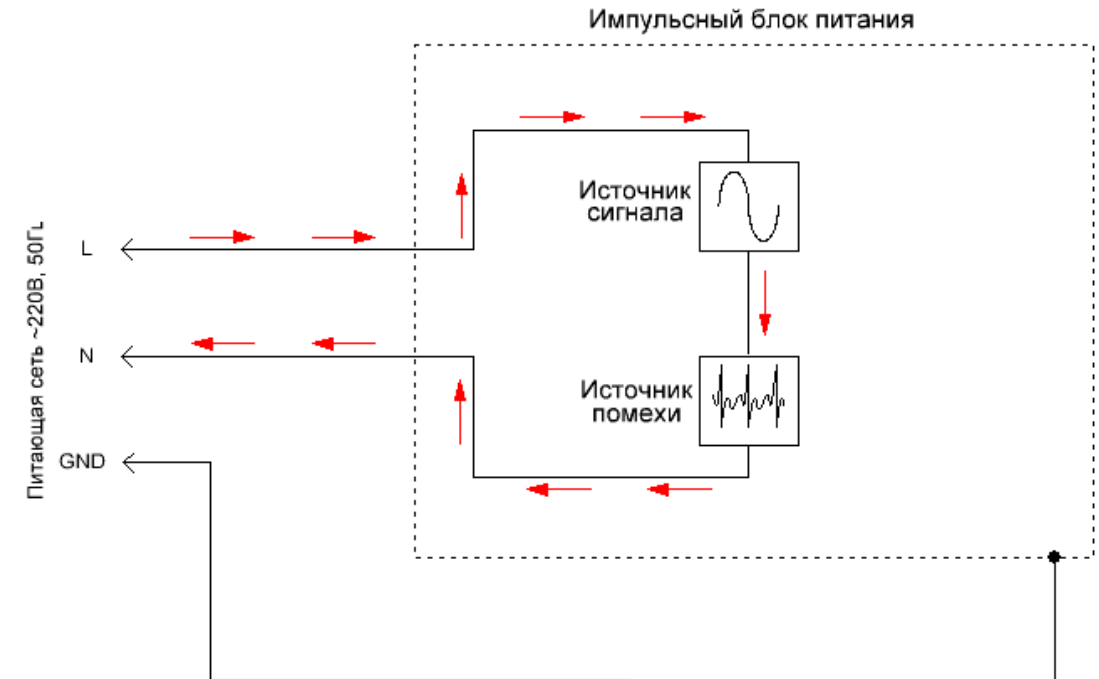 Импульсный блок питания
Источник
сигнала
L
Питающая сеть ~220В, 50Гц
N
Источник
помехи
GND